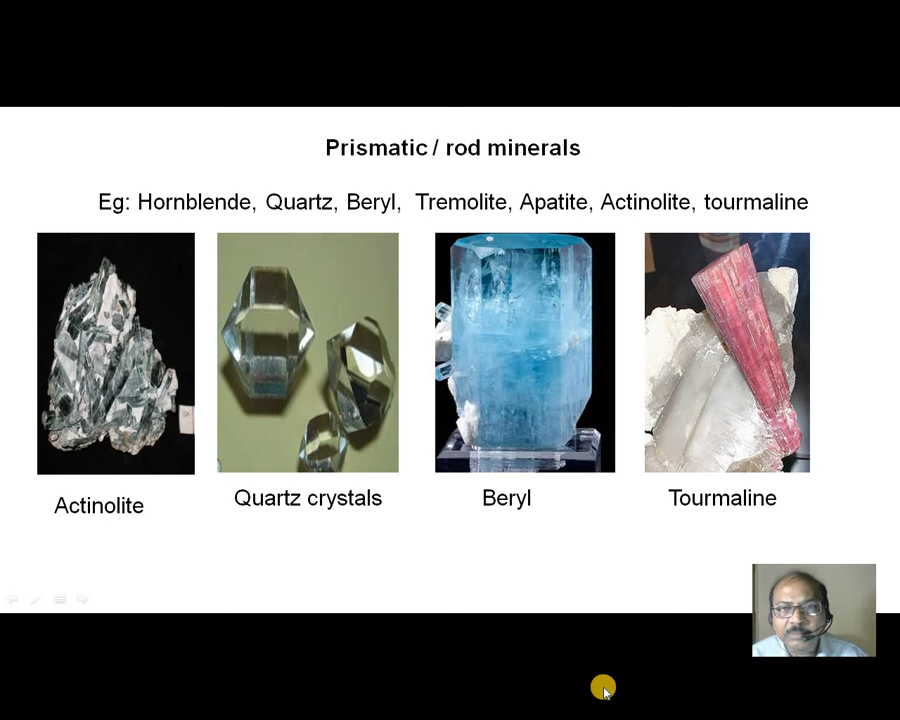 Prismatic / rod minerals
Eg: Hornblende, Quartz, Beryl, Tremolite, Apatite, Actinolite, tourmaline
Actinolite
Quartz crystals
Beryl
Tourmaline